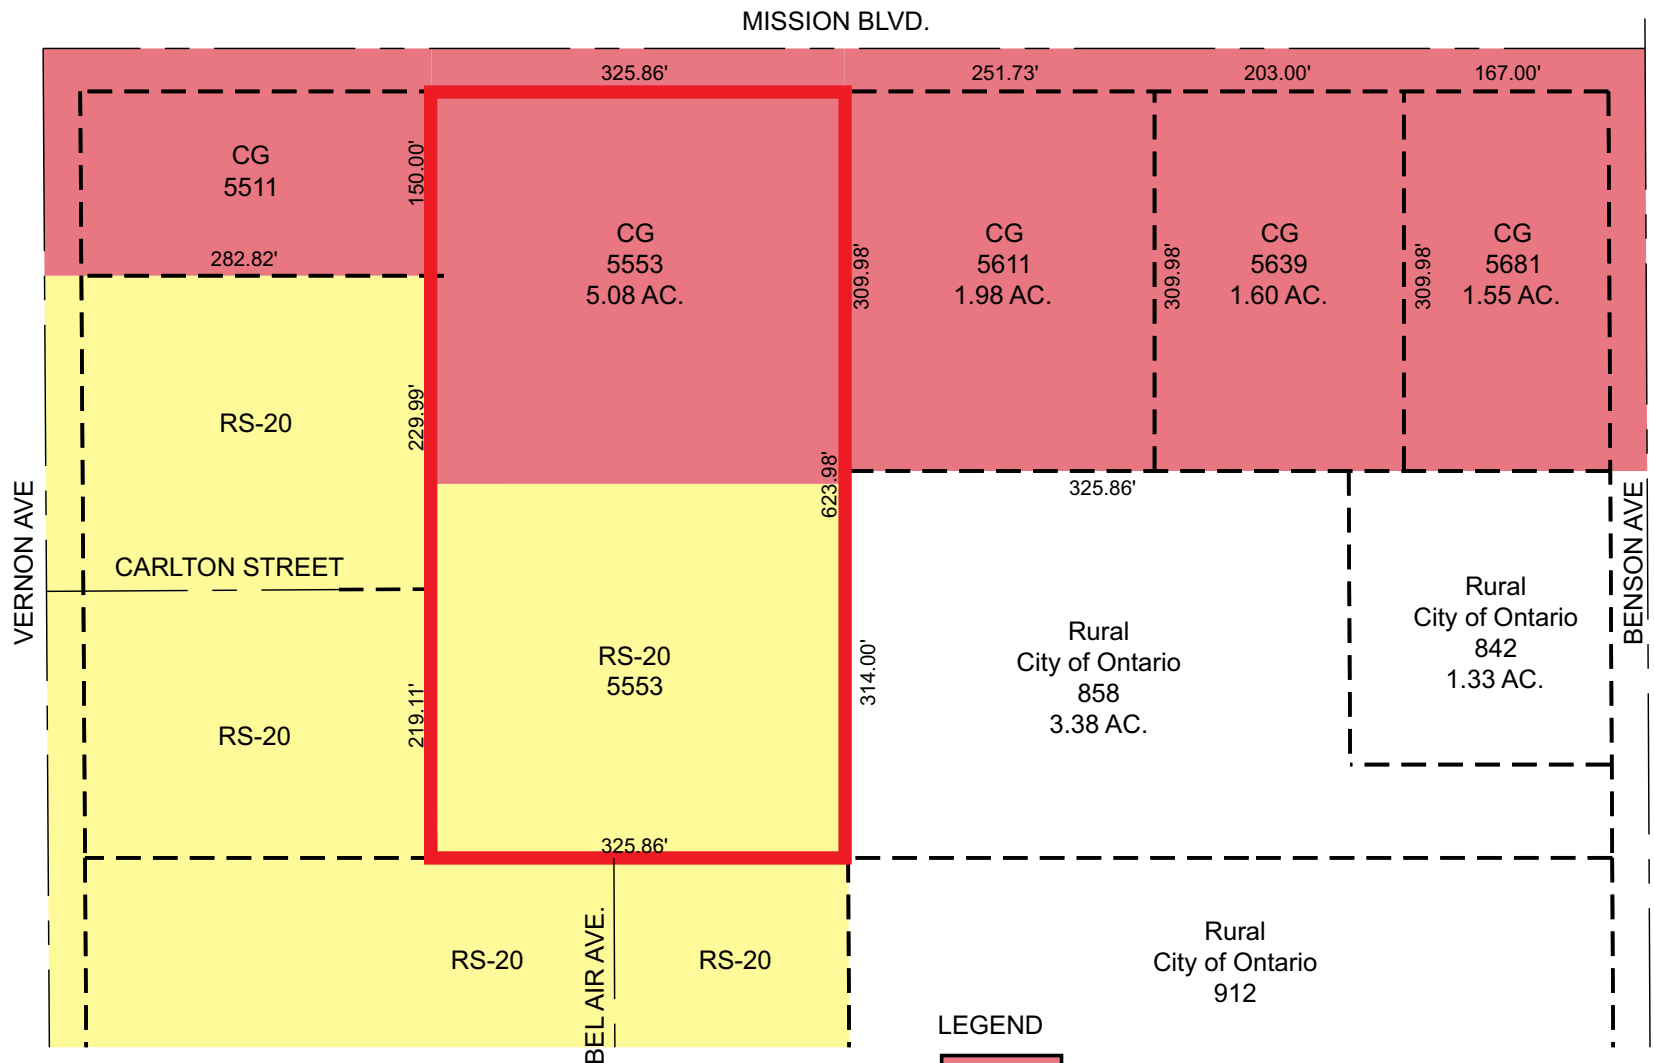 MISSION BLVD.
325.86'
251.73'
203.00'
167.00'
CG
5511
150.00'
282.82'
CG
5553
5.08 AC.
309.98'
CG
5611
1.98 AC.
309.98'
CG
5639
1.60 AC.
309.98'
CG
5681
1.55 AC.
RS-20
229.99'
623.98'
325.86'
VERNON AVE
CARLTON STREET
BENSON AVE
RS-20
5553
314.00'
Rural
City of Ontario
858
3.38 AC.
Rural
City of Ontario
842
1.33 AC.
RS-20
219.11'
325.86'
RS-20
BEL AIR AVE.
RS-20
Rural
City of Ontario
912
LEGEND